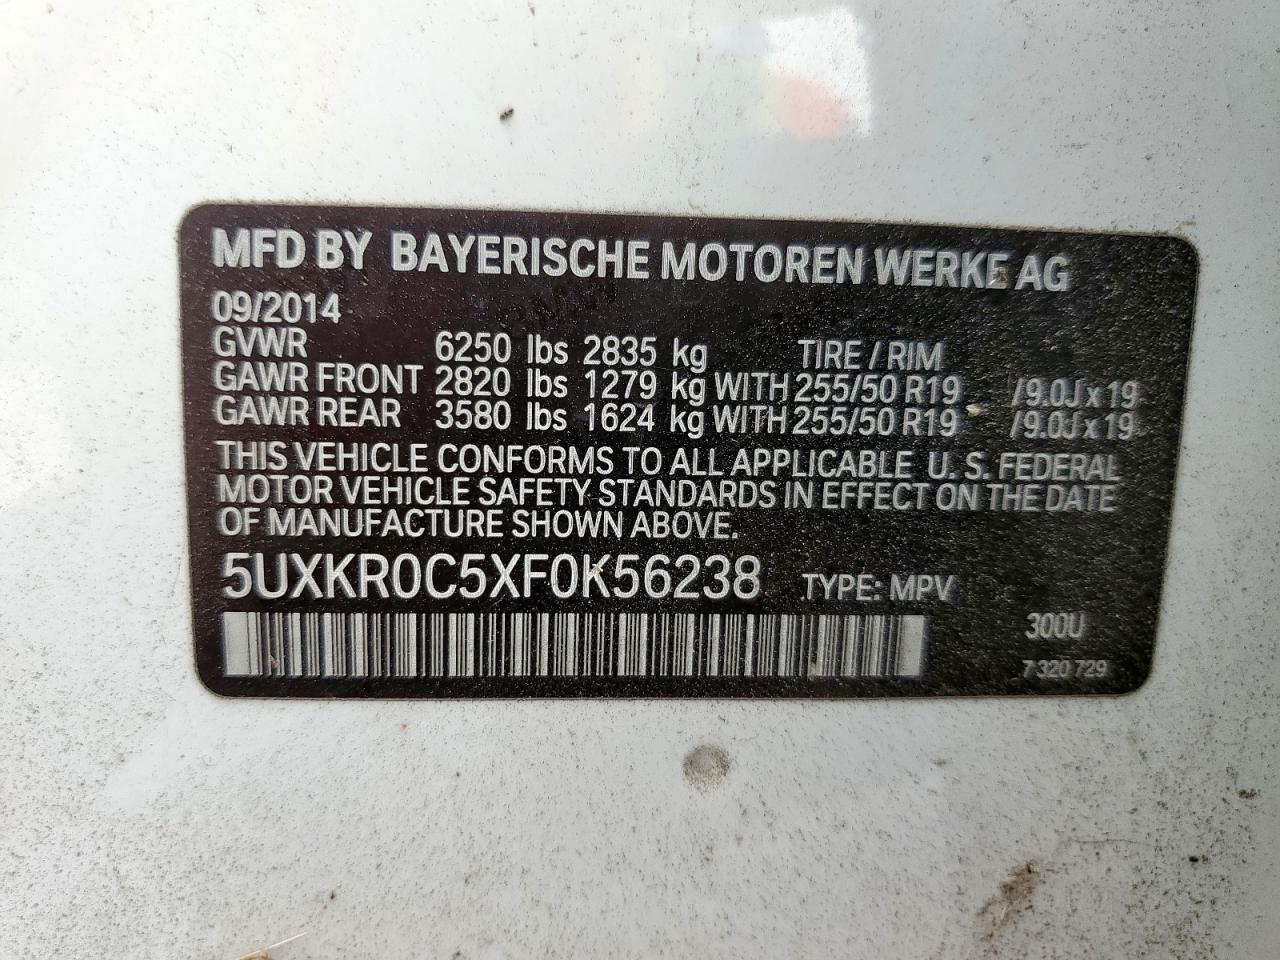 MFD BY BAYERISCHE MOTOREN WERKE AG
09/2014
GVWR 6250 lbs 2835 kg TIRE / RIM
GAWR FRONT 2820 lbs 1279 kg WITH 255/50 R19 /9.0J x 19
GAWR REAR 3580 lbs 1624 kg WITH 255/50 R19 /9.0J x 19
THIS VEHICLE CONFORMS TO ALL APPLICABLE U. S. FEDERAL
MOTOR VEHICLE SAFETY STANDARDS IN EFFECT ON THE DATE
OF MANUFACTURE SHOWN ABOVE.
5UXKR0C5XF0K56238 TYPE: MPV
300U
7 320 729